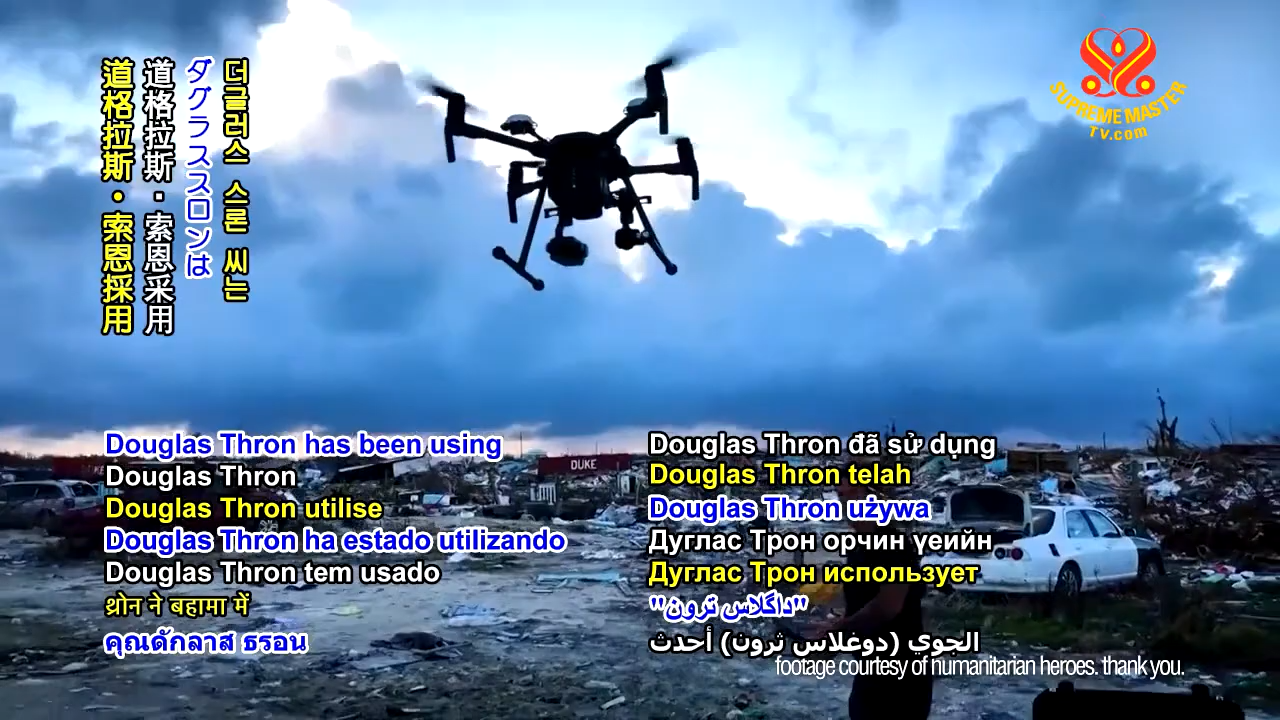 道格拉斯·索恩採用
道格拉斯·索恩采用
ダグラススロンは
더글러스 스론 씨는
SUPREME MASTER
TV.com
Douglas Thron has been using
Douglas Thron
Douglas Thron utilise
Douglas Thron ha estado utilizando
Douglas Thron tem usado
थ्रोन ने बहामा में
คุณดักลาส ธรอน
Douglas Thron đã sử dụng
Douglas Thron telah
Douglas Thron używa
Дуглас Трон орчин үеийн
Дуглас Трон использует
"داگلاس ترون"
الجوي (دوغلاس ثرون) أحدث
DUKE
footage courtesy of humanitarian heroes. thank you.